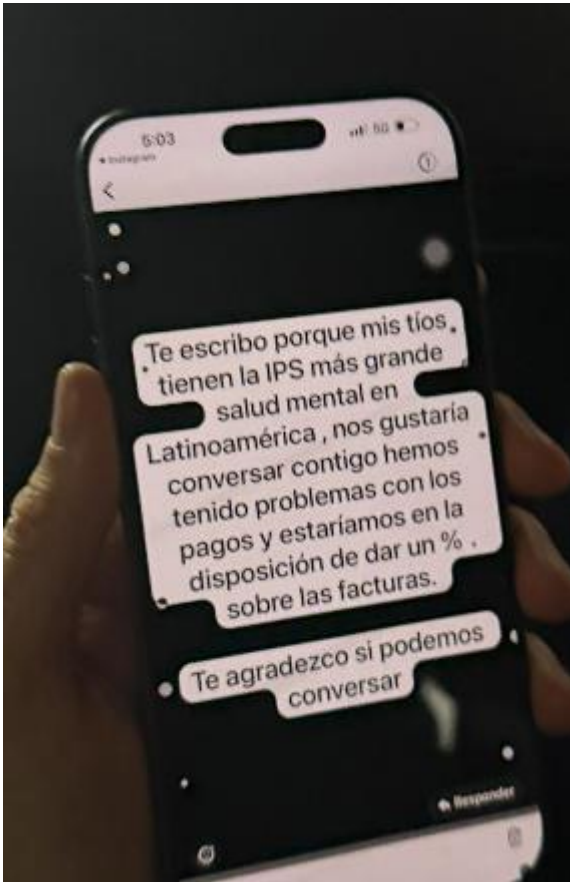 5:03
5G
Instagram
Te escribo porque mis tíos
tienen la IPS más grande
salud mental en
Latinoamérica , nos gustaría
conversar contigo hemos
tenido problemas con los
pagos y estaríamos en la
disposición de dar un % .
sobre las facturas.
Te agradezco si podemos
conversar
Responder